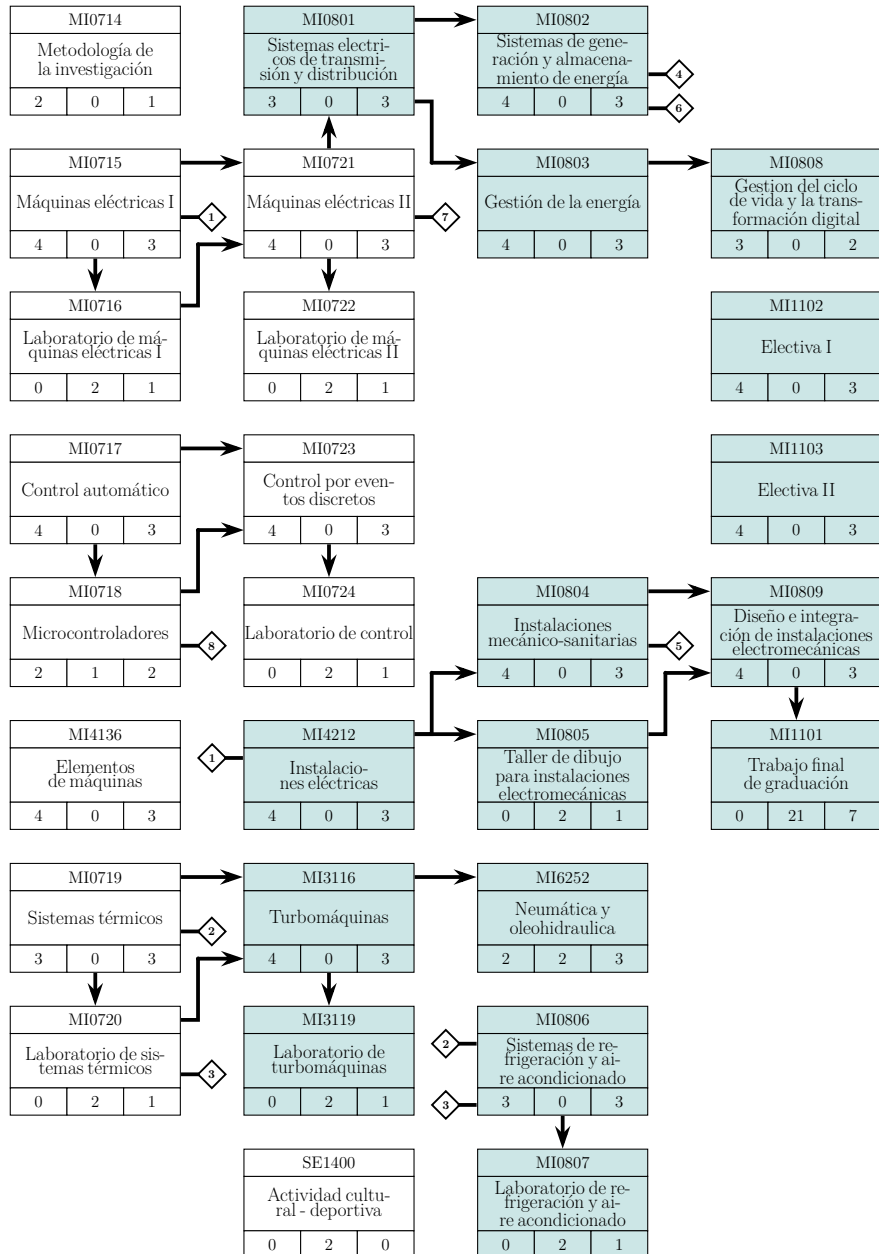 MI0714
Metodología de
la investigación
2 0 1
MI0801
Sistemas electri-
cos de transmi-
sión y distribución
3 0 3
MI0802
Sistemas de gene-
ración y almacena-
miento de energía
4 0 3
4
6
MI0715
Máquinas eléctricas I
4 0 3
1
MI0721
Máquinas eléctricas II
4 0 3
7
MI0803
Gestión de la energía
4 0 3
MI0808
Gestion del ciclo
de vida y la trans-
formación digital
3 0 2
MI0716
Laboratorio de má-
quinas eléctricas I
0 2 1
MI0722
Laboratorio de má-
quinas eléctricas II
0 2 1
MI1102
Electiva I
4 0 3
MI0717
Control automático
4 0 3
MI0723
Control por even-
tos discretos
4 0 3
MI1103
Electiva II
4 0 3
MI0718
Microcontroladores
2 1 2
8
MI0724
Laboratorio de control
0 2 1
MI0804
Instalaciones
mecánico-sanitarias
4 0 3
5
MI0809
Diseño e integra-
ción de instalaciones
electromecánicas
4 0 3
MI4136
Elementos
de máquinas
4 0 3
1
MI4212
Instalacio-
nes eléctricas
4 0 3
MI0805
Taller de dibujo
para instalaciones
electromecánicas
0 2 1
MI1101
Trabajo final
de graduación
0 21 7
MI0719
Sistemas térmicos
3 0 3
2
MI3116
Turbomáquinas
4 0 3
MI6252
Neumática y
oleohidraulica
2 2 3
MI0720
Laboratorio de sis-
temas térmicos
0 2 1
3
MI3119
Laboratorio de
turbomáquinas
0 2 1
2
3
MI0806
Sistemas de re-
frigeración y ai-
re acondicionado
3 0 3
SE1400
Actividad cultu-
ral - deportiva
0 2 0
MI0807
Laboratorio de re-
frigeración y ai-
re acondicionado
0 2 1